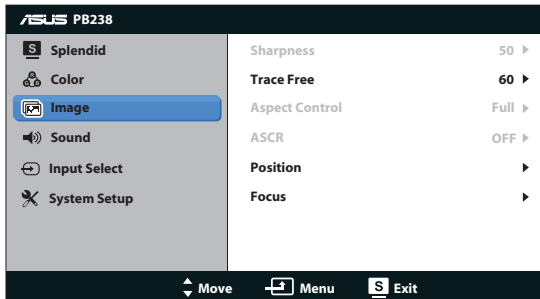 ASUS PB238
S Splendid
Color
Image
Sound
Input Select
System Setup
Sharpness 50
Trace Free 60
Aspect Control Full
ASCR OFF
Position
Focus
Move Menu S Exit